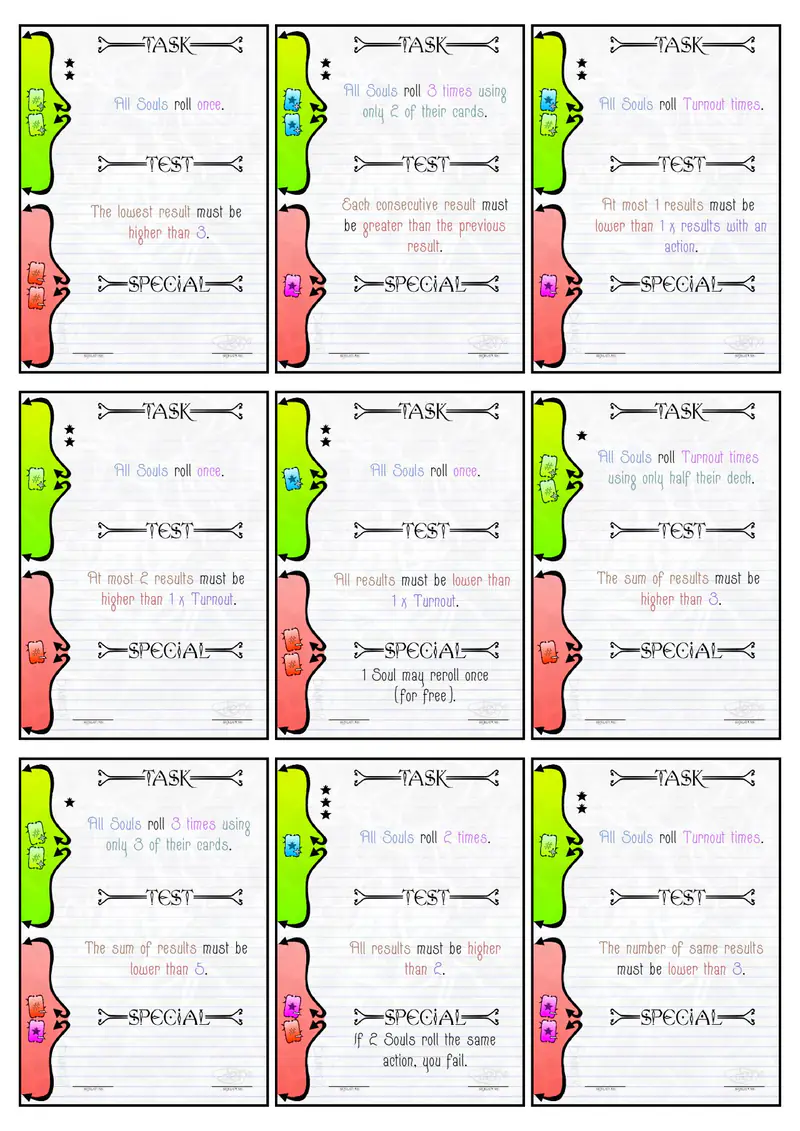 TASK
All Souls roll once.
TEST
The lowest result must be
higher than 3.
SPECIAL
TASK
All Souls roll 3 times using
only 2 of their cards.
TEST
Each consecutive result must
be greater than the previous
result.
SPECIAL
TASK
All Souls roll Turnout times.
TEST
At most 1 results must be
lower than 1 x results with an
action.
SPECIAL
TASK
All Souls roll once.
TEST
At most 2 results must be
higher than 1 x Turnout.
SPECIAL
TASK
All Souls roll once.
TEST
All results must be lower than
1 x Turnout.
SPECIAL
1 Soul may reroll once
(for free).
TASK
All Souls roll Turnout times
using only half their deck.
TEST
The sum of results must be
higher than 3.
SPECIAL
TASK
All Souls roll 3 times using
only 3 of their cards.
TEST
The sum of results must be
lower than 5.
SPECIAL
TASK
All Souls roll 2 times.
TEST
All results must be higher
than 2.
SPECIAL
If 2 Souls roll the same
action, you fail.
TASK
All Souls roll Turnout times.
TEST
The number of same results
must be lower than 3.
SPECIAL